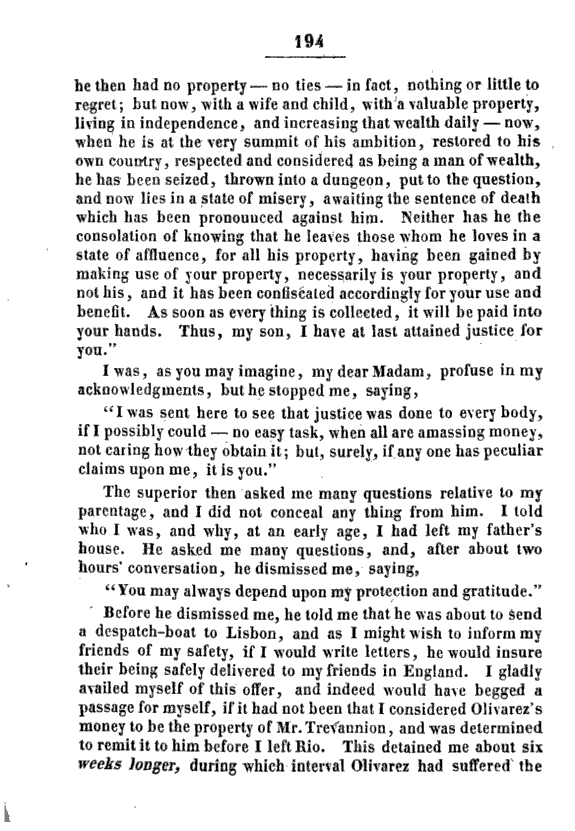 194
he then had no property — no ties — in fact, nothing or little to
regret; but now, with a wife and child, with a valuable property,
living in independence, and increasing that wealth daily — now,
when he is at the very summit of his ambition, restored to his
own country, respected and considered as being a man of wealth,
he has been seized, thrown into a dungeon, put to the question,
and now lies in a state of misery, awaiting the sentence of death
which has been pronouuced against him. Neither has he the
consolation of knowing that he leaves those whom he loves in a
state of affluence, for all his property, having been gained by
making use of your property, necessarily is your property, and
not his, and it has been confiscated accordingly for your use and
benefit. As soon as every thing is collected, it will be paid into
your hands. Thus, my son, I have at last attained justice for
you."
I was, as you may imagine, my dear Madam, profuse in my
acknowledgments, but he stopped me, saying,
"I was sent here to see that justice was done to every body,
if I possibly could — no easy task, when all are amassing money,
not caring how they obtain it; but, surely, if any one has peculiar
claims upon me, it is you."
The superior then asked me many questions relative to my
parentage, and I did not conceal any thing from him. I told
who I was, and why, at an early age, I had left my father's
house. He asked me many questions, and, after about two
hours' conversation, he dismissed me, saying,
"You may always depend upon my protection and gratitude."
Before he dismissed me, he told me that he was about to send
a despatch-boat to Lisbon, and as I might wish to inform my
friends of my safety, if I would write letters, he would insure
their being safely delivered to my friends in England. I gladly
availed myself of this offer, and indeed would have begged a
passage for myself, if it had not been that I considered Olivarez's
money to be the property of Mr. Trevannion, and was determined
to remit it to him before I left Rio. This detained me about six
weeks longer, during which interval Olivarez had suffered the